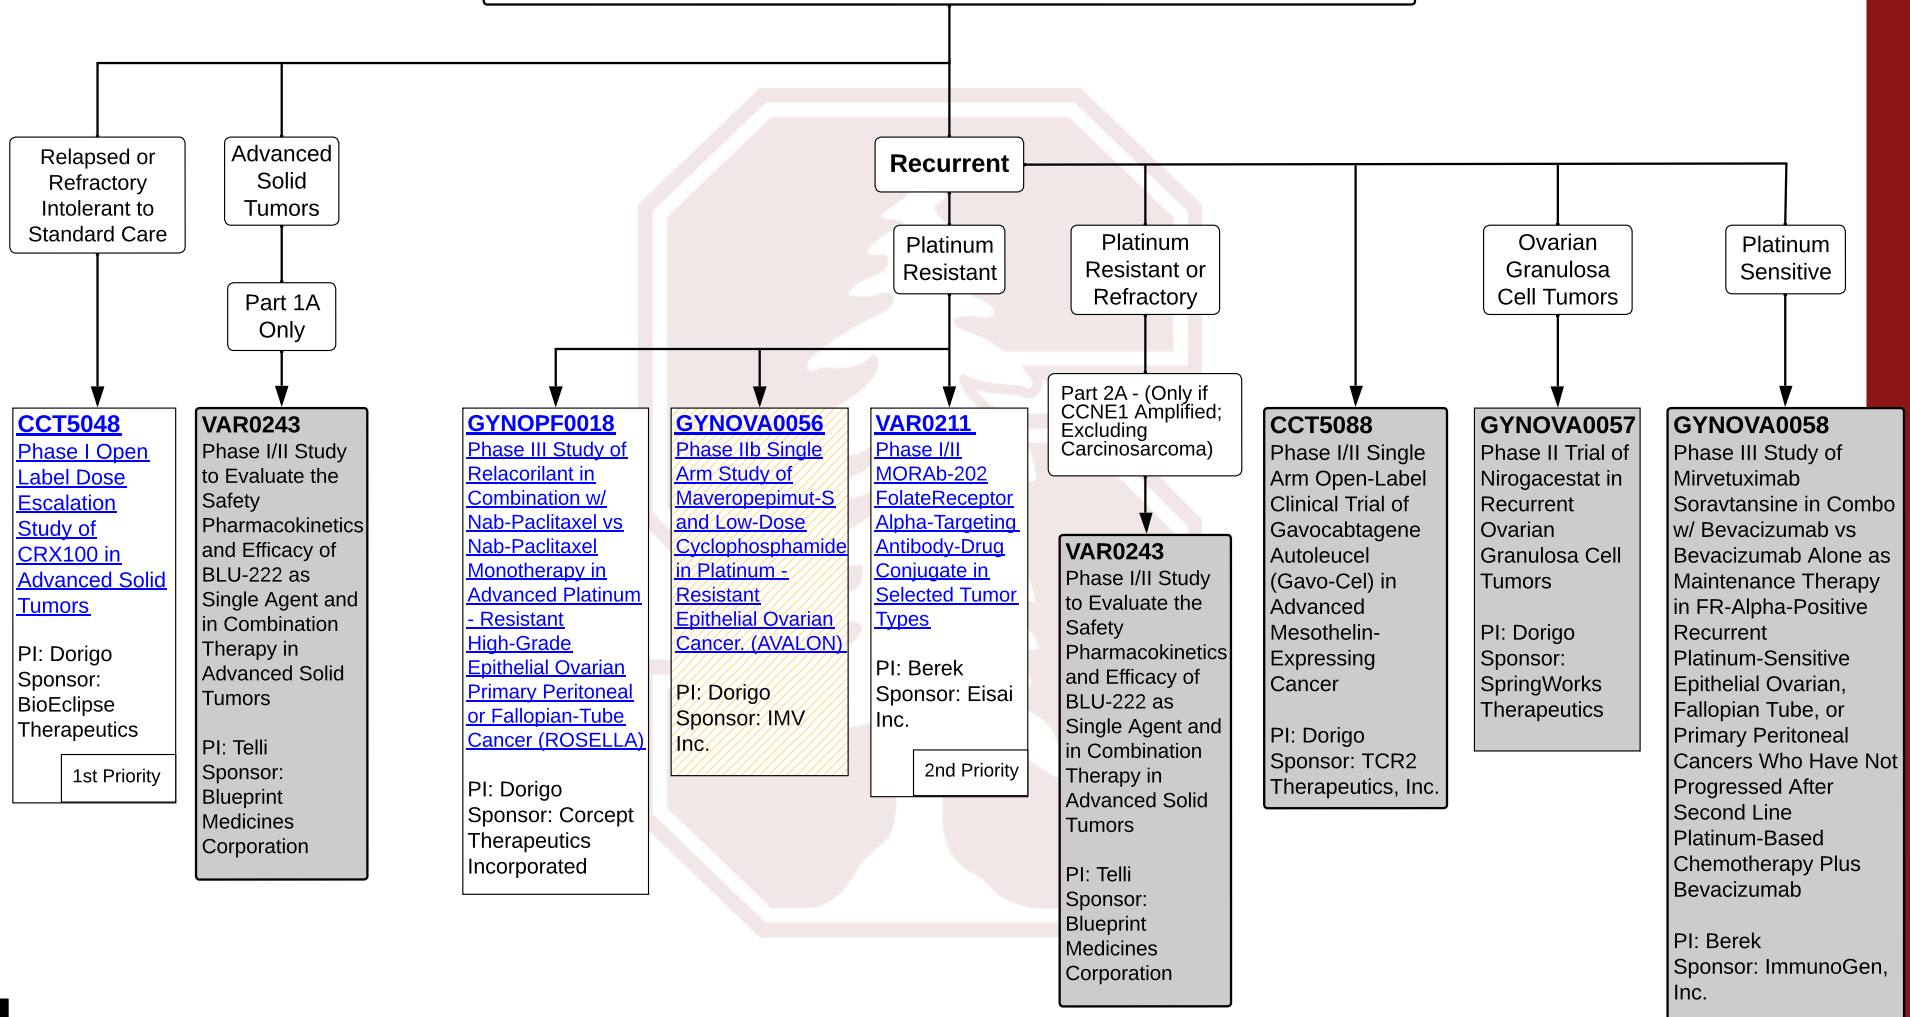 Relapsed or
Refractory
Intolerant to
Standard Care
Advanced
Solid
Tumors
Part 1A
Only
Recurrent
Platinum
Resistant
Platinum
Resistant or
Refractory
Part 2A - (Only if
CCNE1 Amplified;
Excluding
Carcinosarcoma)
Ovarian
Granulosa
Cell Tumors
Platinum
Sensitive
CCT5048
Phase I Open
Label Dose
Escalation
Study of
CRX100 in
Advanced Solid
Tumors
PI: Dorigo
Sponsor:
BioEclipse
Therapeutics
1st Priority
VAR0243
Phase I/II Study
to Evaluate the
Safety
Pharmacokinetics
and Efficacy of
BLU-222 as
Single Agent and
in Combination
Therapy in
Advanced Solid
Tumors
PI: Telli
Sponsor:
Blueprint
Medicines
Corporation
GYNOPF0018
Phase III Study of
Relacorilant in
Combination w/
Nab-Paclitaxel vs
Nab-Paclitaxel
Monotherapy in
Advanced Platinum
- Resistant
High-Grade
Epithelial Ovarian
Primary Peritoneal
or Fallopian-Tube
Cancer (ROSELLA)
PI: Dorigo
Sponsor: Corcept
Therapeutics
Incorporated
GYNOVA0056
Phase IIb Single
Arm Study of
Maveropepimut-S
and Low-Dose
Cyclophosphamide
in Platinum -
Resistant
Epithelial Ovarian
Cancer. (AVALON)
PI: Dorigo
Sponsor: IMV
Inc.
VAR0211
Phase I/II
MORAb-202
FolateReceptor
Alpha-Targeting
Antibody-Drug
Conjugate in
Selected Tumor
Types
PI: Berek
Sponsor: Eisai
Inc.
2nd Priority
VAR0243
Phase I/II Study
to Evaluate the
Safety
Pharmacokinetics
and Efficacy of
BLU-222 as
Single Agent and
in Combination
Therapy in
Advanced Solid
Tumors
PI: Telli
Sponsor:
Blueprint
Medicines
Corporation
CCT5088
Phase I/II Single
Arm Open-Label
Clinical Trial of
Gavocabtagene
Autoleucel
(Gavo-Cel) in
Advanced
Mesothelin-
Expressing
Cancer
PI: Dorigo
Sponsor: TCR2
Therapeutics, Inc.
GYNOVA0057
Phase II Trial of
Nirogacestat in
Recurrent
Ovarian
Granulosa Cell
Tumors
PI: Dorigo
Sponsor:
SpringWorks
Therapeutics
GYNOVA0058
Phase III Study of
Mirvetuximab
Soravtansine in Combo
w/ Bevacizumab vs
Bevacizumab Alone as
Maintenance Therapy
in FR-Alpha-Positive
Recurrent
Platinum-Sensitive
Epithelial Ovarian,
Fallopian Tube, or
Primary Peritoneal
Cancers Who Have Not
Progressed After
Second Line
Platinum-Based
Chemotherapy Plus
Bevacizumab
PI: Berek
Sponsor: ImmunoGen,
Inc.